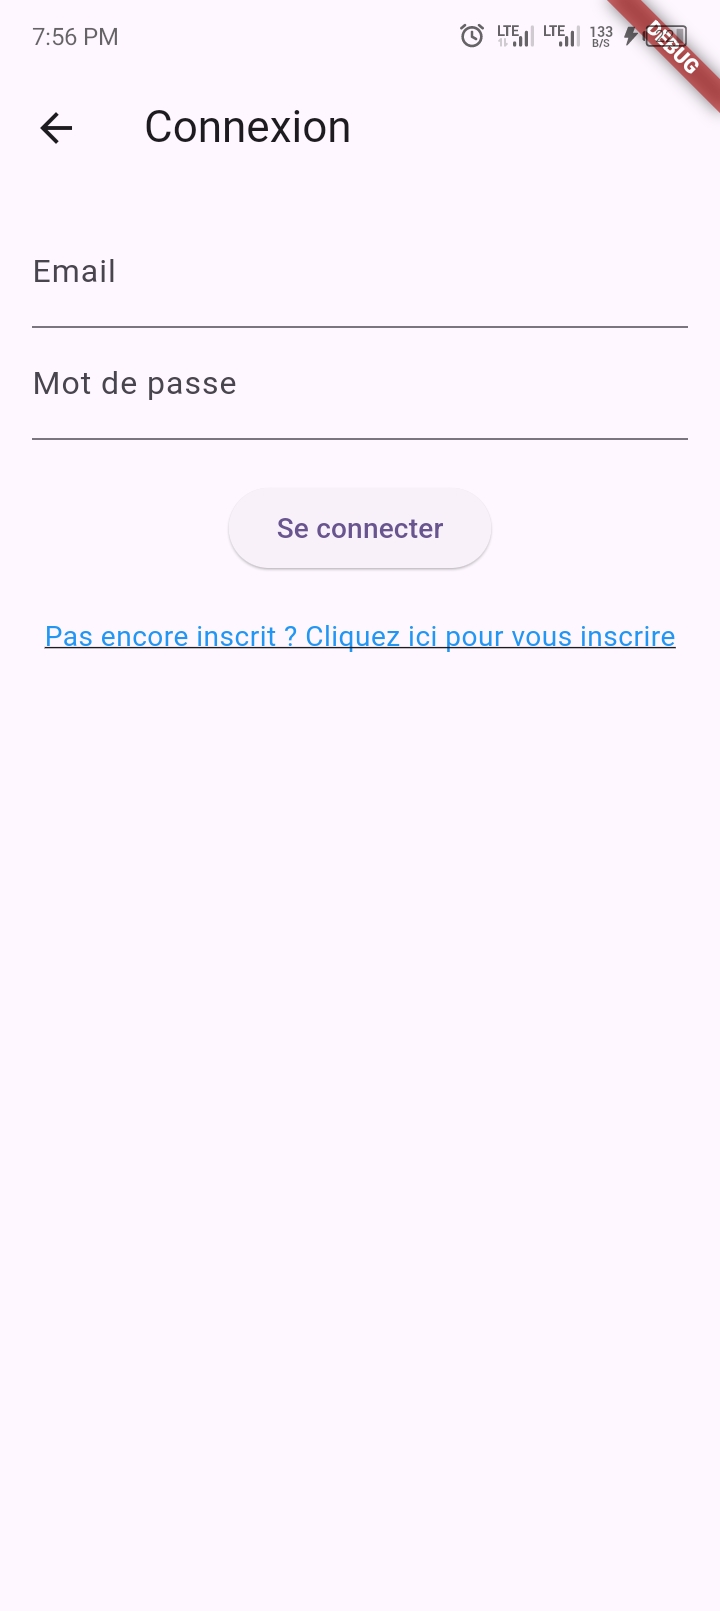 7:56 PM
LTE LTE 133 B/S
DEBUG
Connexion
Email
Mot de passe
Se connecter
Pas encore inscrit ? Cliquez ici pour vous inscrire